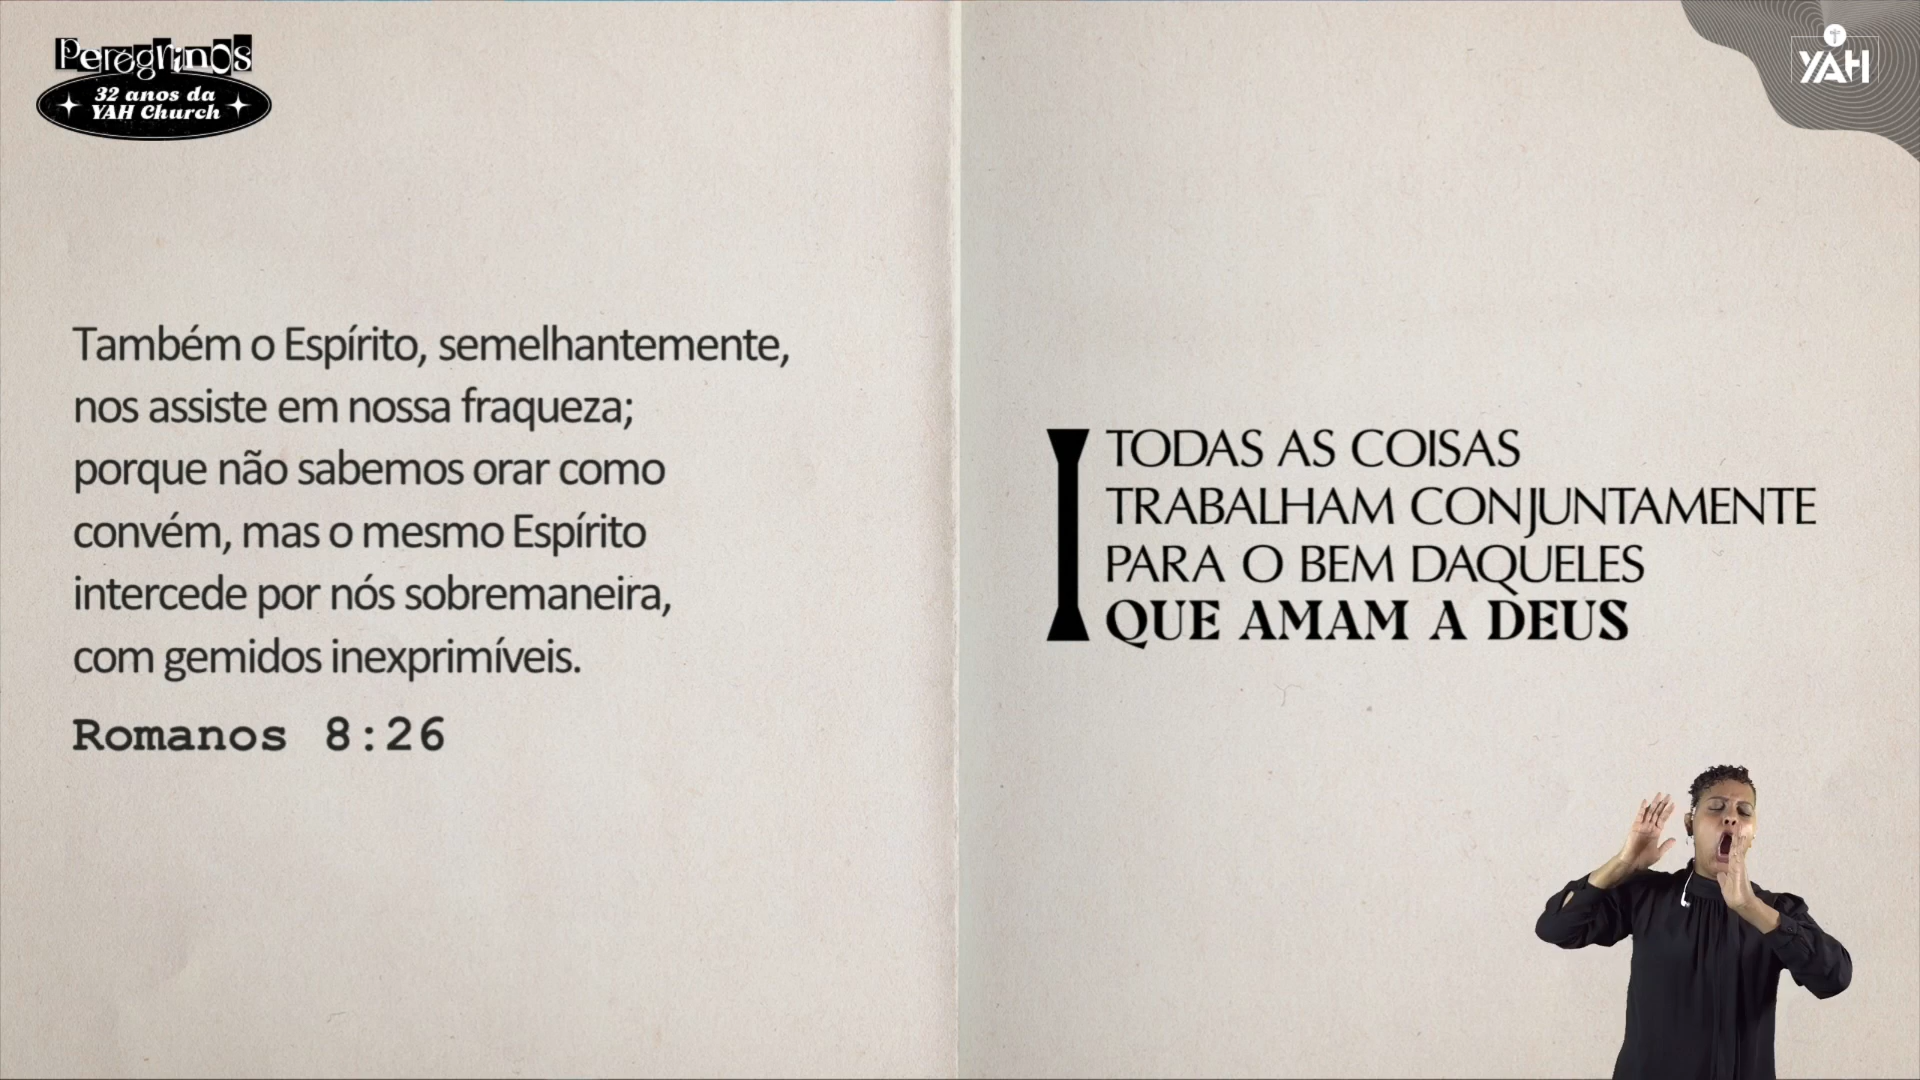 Peregrinos
32 anos da
YAH Church
YAH
Também o Espírito, semelhantemente,
nos assiste em nossa fraqueza;
porque não sabemos orar como
convém, mas o mesmo Espírito
intercede por nós sobremaneira,
com gemidos inexprimíveis.
Romanos 8:26
TODAS AS COISAS
TRABALHAM CONJUNTAMENTE
PARA O BEM DAQUELES
QUE AMAM A DEUS